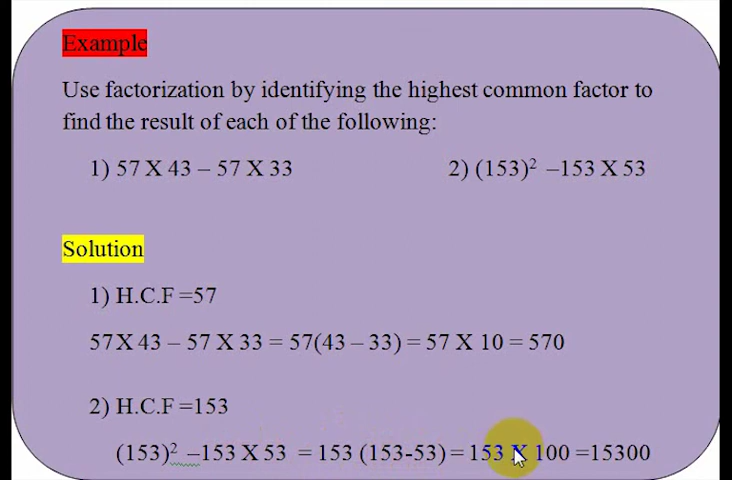 Example
Use factorization by identifying the highest common factor to
find the result of each of the following:
1) 57 X 43 – 57 X 33 2) (153)² –153 X 53
Solution
1) H.C.F =57
57X 43 – 57 X 33 = 57(43 – 33) = 57 X 10 = 570
2) H.C.F =153
(153)² –153 X 53 = 153 (153-53) = 153 X 100 =15300